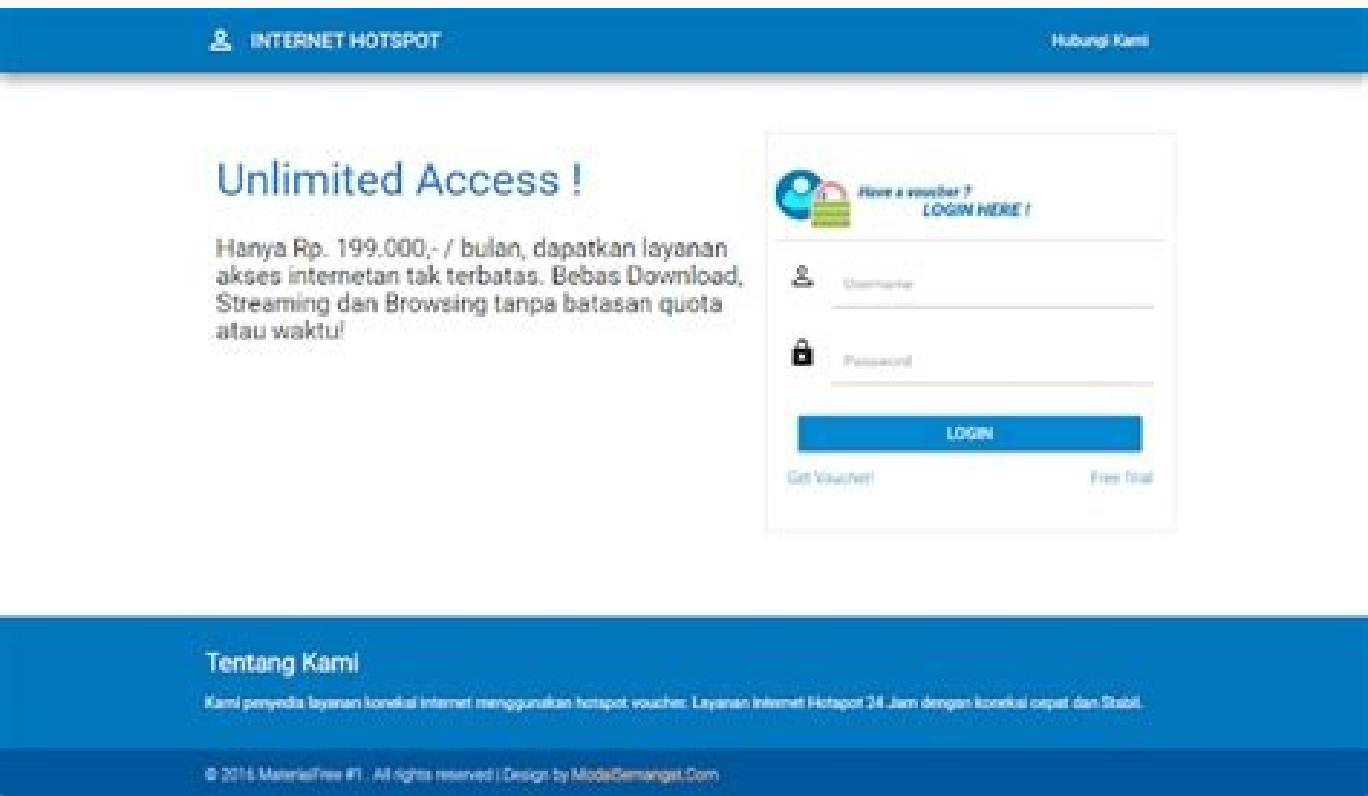 INTERNET HOTSPOT
Hubungi Kami
Unlimited Access !
Hanya Rp. 199.000,- / bulan, dapatkan layanan
akses internetan tak terbatas. Bebas Download,
Streaming dan Browsing tanpa batasan quota
atau waktu!
Have a voucher ?
LOGIN HERE !
Username
Password
LOGIN
Get Voucher!
Free Trial
Tentang Kami
Kami penyedia layanan koneksi internet menggunakan hotspot voucher. Layanan Internet Hotspot 24 Jam dengan koneksi cepat dan Stabil.
© 2016 MaterialFree #1 . All rights reserved | Design by ModalSemangat.Com